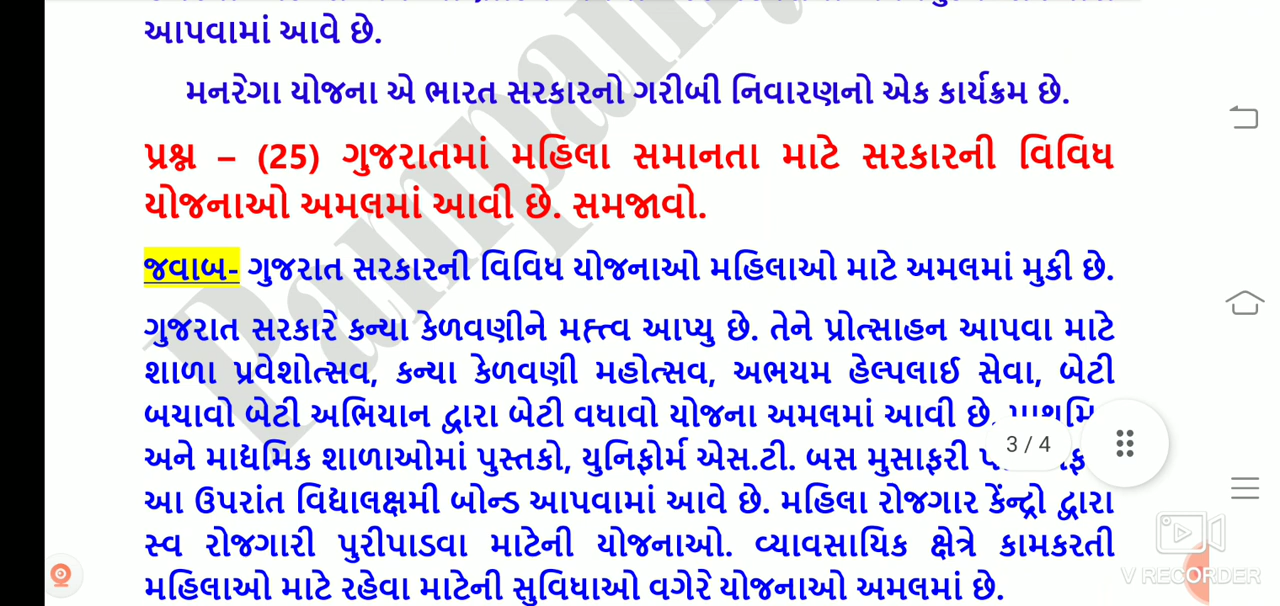 આપવામાં આવે છે.
મનરેગા યોજના એ ભારત સરકારનો ગરીબી નિવારણનો એક કાર્યક્રમ છે.
પ્રશ્ન – (25) ગુજરાતમાં મહિલા સમાનતા માટે સરકારની વિવિધ
યોજનાઓ અમલમાં આવી છે. સમજાવો.
જવાબ- ગુજરાત સરકારની વિવિધ યોજનાઓ મહિલાઓ માટે અમલમાં મુકી છે.
ગુજરાત સરકારે કન્યા કેળવણીને મહ્ત્વ આપ્યુ છે. તેને પ્રોત્સાહન આપવા માટે
શાળા પ્રવેશોત્સવ, કન્યા કેળવણી મહોત્સવ, અભયમ હેલ્પલાઈ સેવા, બેટી
બચાવો બેટી અભિયાન દ્વારા બેટી વધાવો યોજના અમલમાં આવી છે.
3 / 4
અને માદ્યમિક શાળાઓમાં પુસ્તકો, યુનિફોર્મ એસ.ટી. બસ મુસાફરી
આ ઉપરાંત વિદ્યાલક્ષમી બોન્ડ આપવામાં આવે છે. મહિલા રોજગાર કેંન્દ્રો દ્વારા
સ્વ રોજગારી પુરીપાડવા માટેની યોજનાઓ. વ્યાવસાયિક ક્ષેત્રે કામકરતી
મહિલાઓ માટે રહેવા માટેની સુવિધાઓ વગેરે યોજનાઓ અમલમાં છે.
V RECORDER